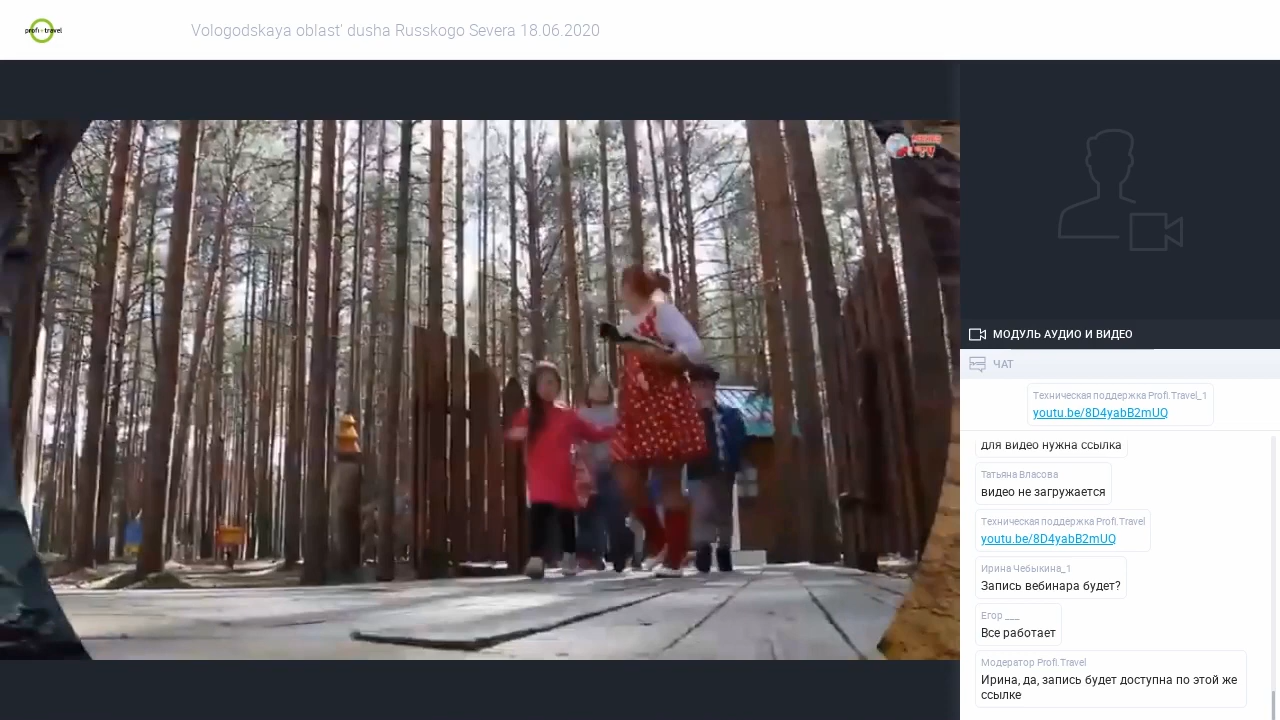 profi travel
Vologodskaya oblast' dusha Russkogo Severa 18.06.2020
МОДУЛЬ АУДИО И ВИДЕО
ЧАТ
Техническая поддержка Profi.Travel_1
youtu.be/8D4yabB2mUQ
для видео нужна ссылка
Татьяна Власова
видео не загружается
Техническая поддержка Profi.Travel
youtu.be/8D4yabB2mUQ
Ирина Чебыкина_1
Запись вебинара будет?
Егор ___
Все работает
Модератор Profi.Travel
Ирина, да, запись будет доступна по этой же
ссылке